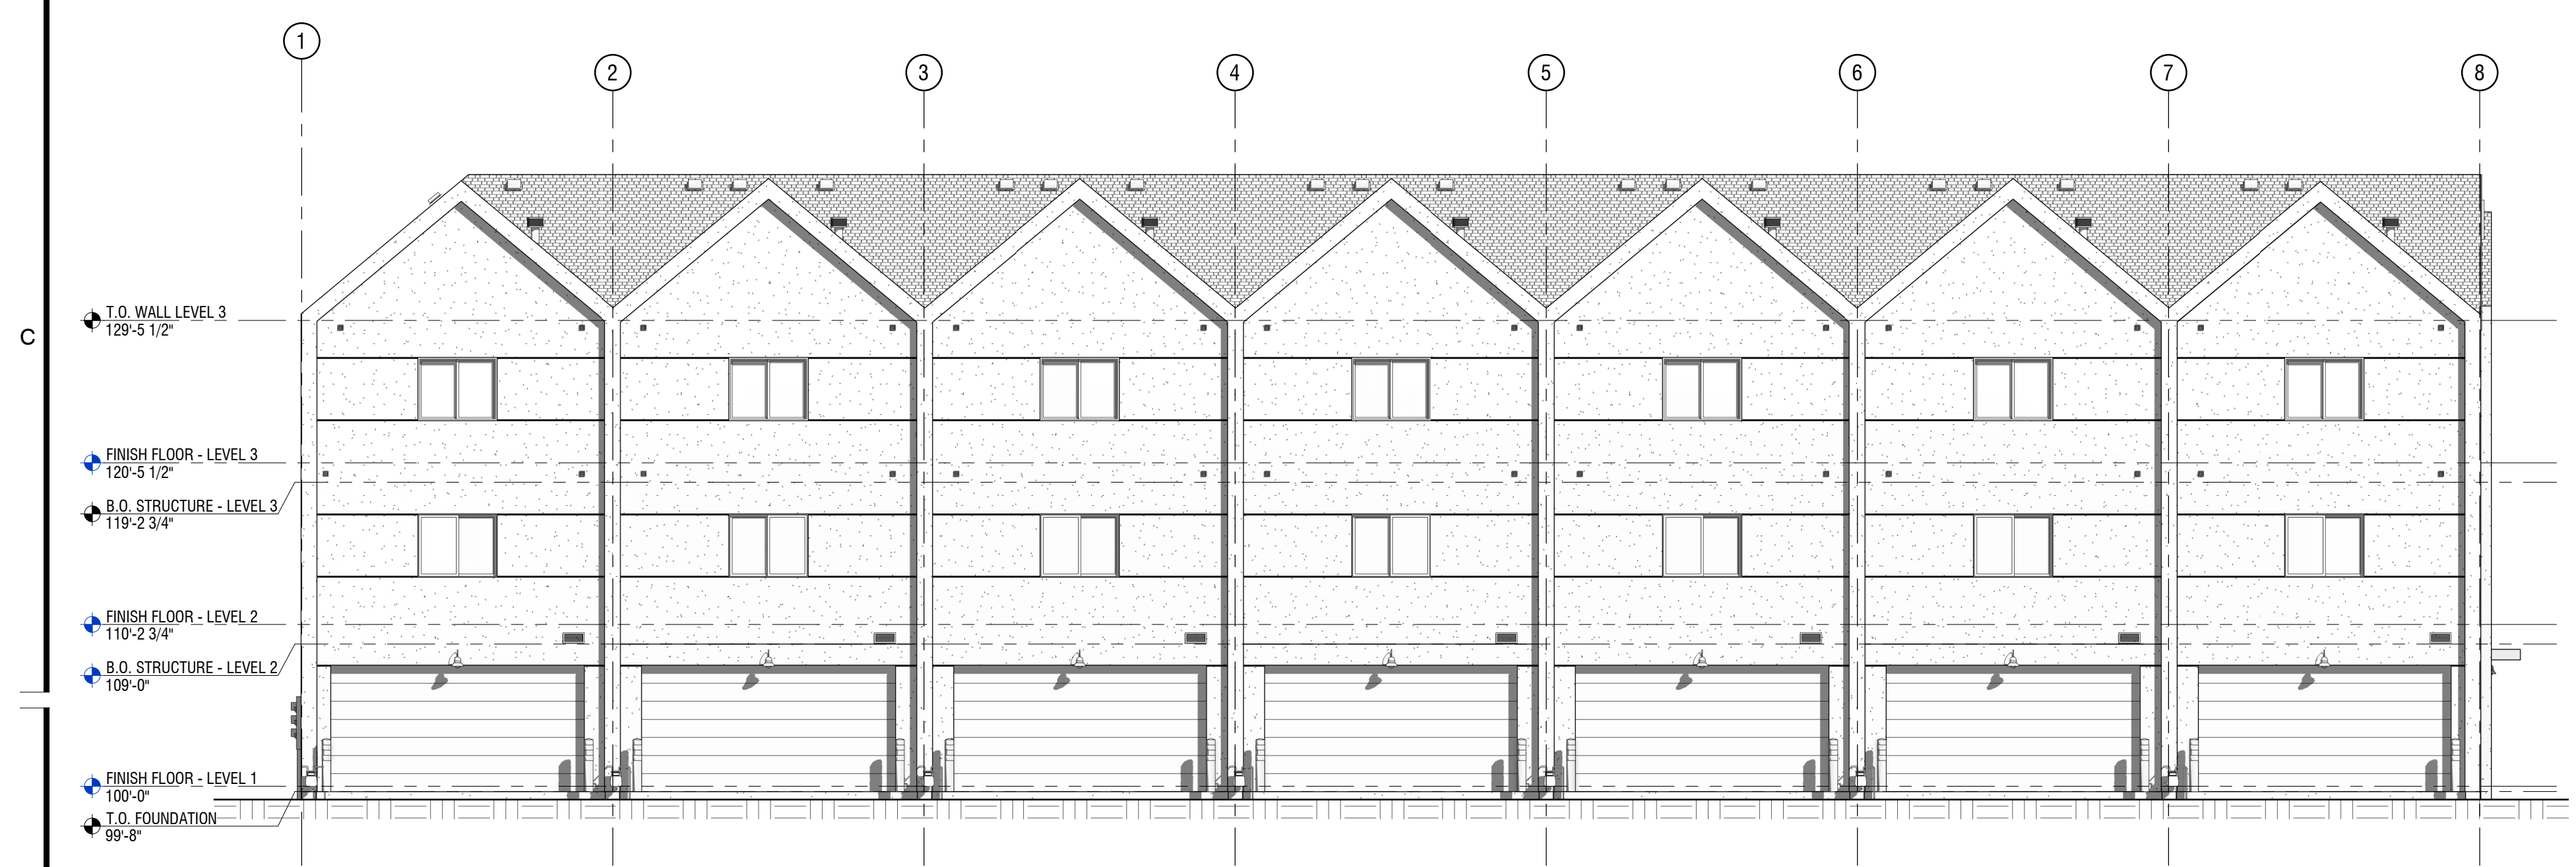 1
2
3
4
5
6
7
8
C
T.O. WALL LEVEL 3
129'-5 1/2"
FINISH FLOOR - LEVEL 3
120'-5 1/2"
B.O. STRUCTURE - LEVEL 3
119'-2 3/4"
FINISH FLOOR - LEVEL 2
110'-2 3/4"
B.O. STRUCTURE - LEVEL 2
109'-0"
FINISH FLOOR - LEVEL 1
100'-0"
T.O. FOUNDATION
99'-8"